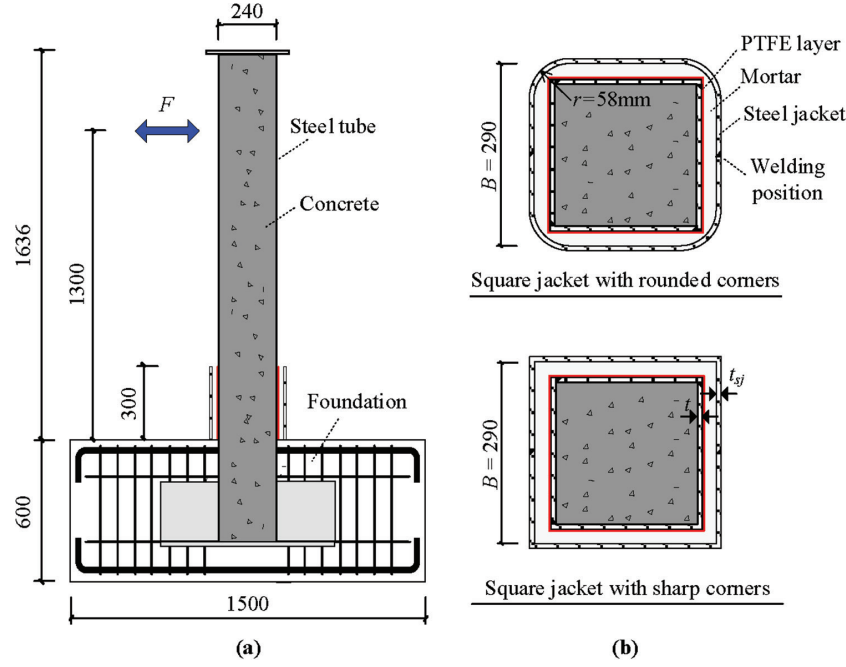 240
F
Steel tube
Concrete
1636
1300
300
Foundation
600
1500
(a)
PTFE layer
Mortar
r=58mm
Steel jacket
B = 290
Welding
position
Square jacket with rounded corners
t_sj
t
B = 290
Square jacket with sharp corners
(b)